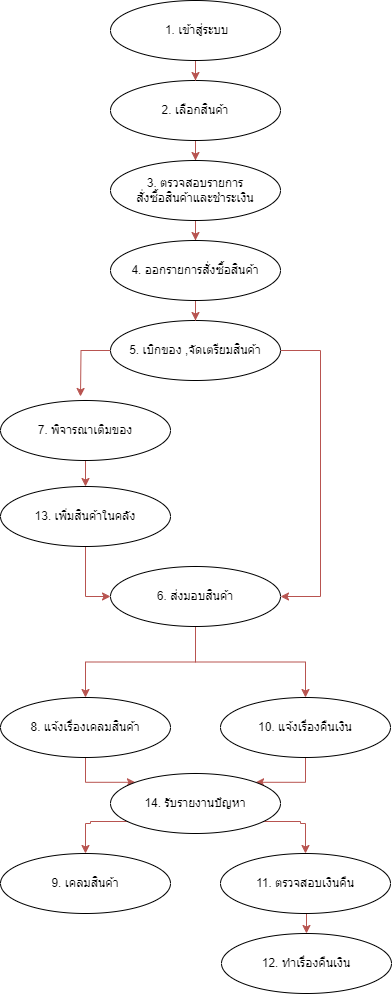 1. เข้าสู่ระบบ
2. เลือกสินค้า
3. ตรวจสอบรายการ
สั่งซื้อสินค้าและชำระเงิน
4. ออกรายการสั่งซื้อสินค้า
5. เบิกของ ,จัดเตรียมสินค้า
7. พิจารณาเติมของ
13. เพิ่มสินค้าในคลัง
6. ส่งมอบสินค้า
8. แจ้งเรื่องเคลมสินค้า
10. แจ้งเรื่องคืนเงิน
14. รับรายงานปัญหา
9. เคลมสินค้า
11. ตรวจสอบเงินคืน
12. ทำเรื่องคืนเงิน